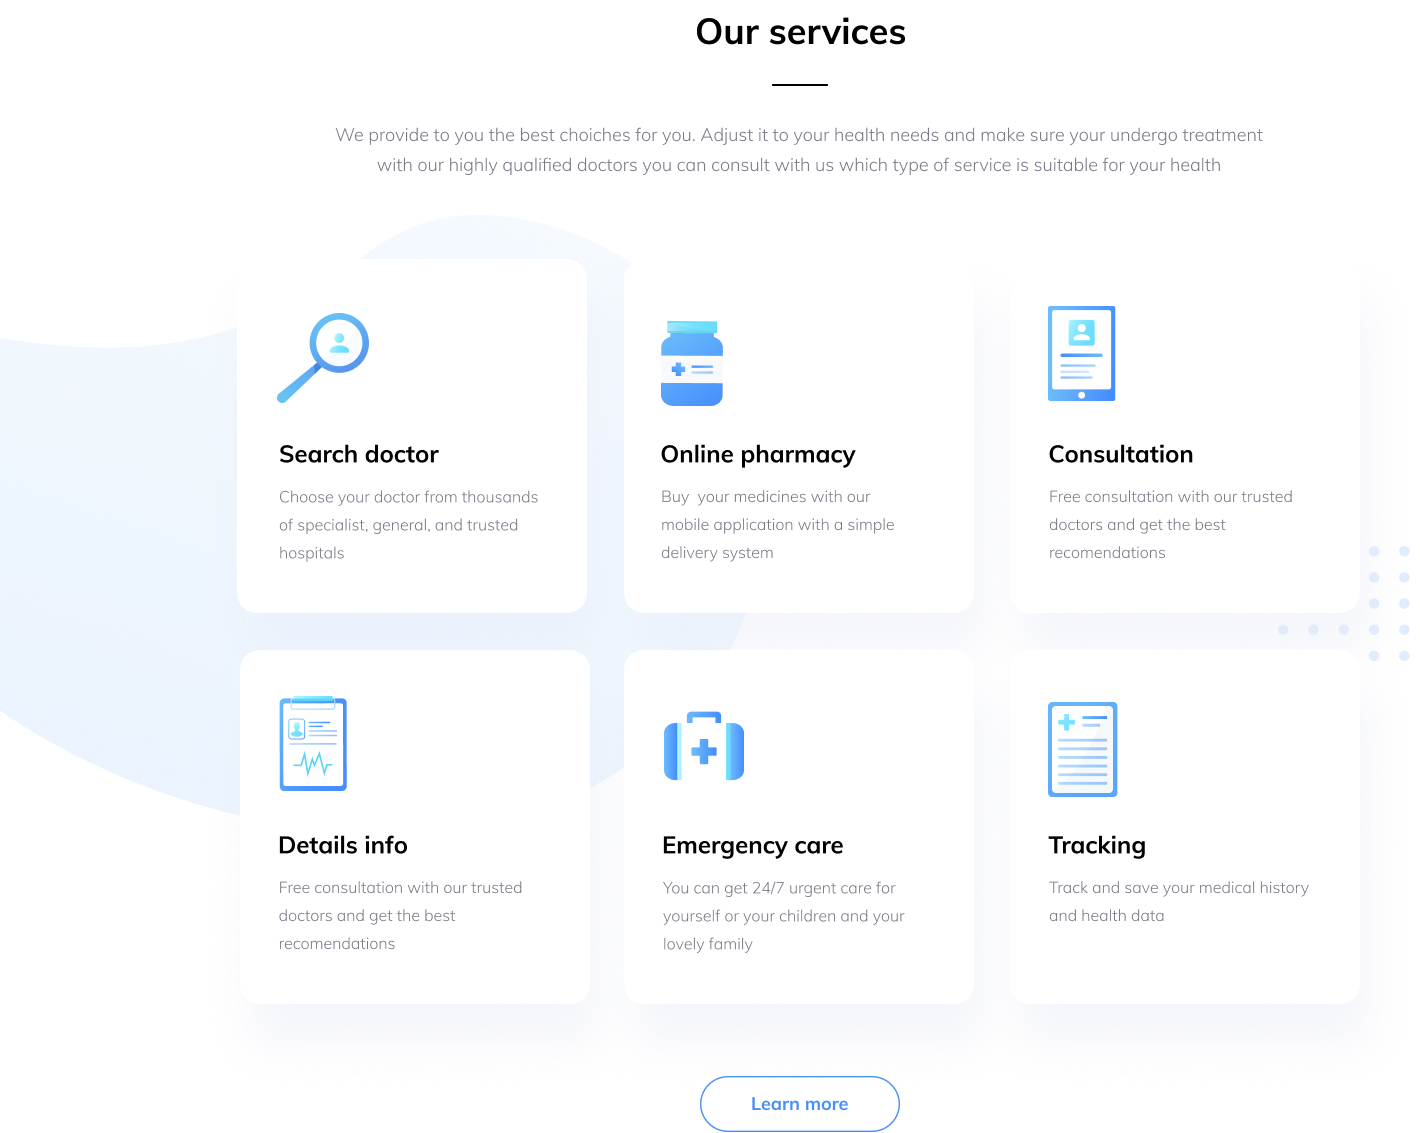 Our services
We provide to you the best choiches for you. Adjust it to your health needs and make sure your undergo treatment
with our highly qualified doctors you can consult with us which type of service is suitable for your health
Search doctor
Choose your doctor from thousands
of specialist, general, and trusted
hospitals
Online pharmacy
Buy  your medicines with our
mobile application with a simple
delivery system
Consultation
Free consultation with our trusted
doctors and get the best
recomendations
Details info
Free consultation with our trusted
doctors and get the best
recomendations
Emergency care
You can get 24/7 urgent care for
yourself or your children and your
lovely family
Tracking
Track and save your medical history
and health data
Learn more